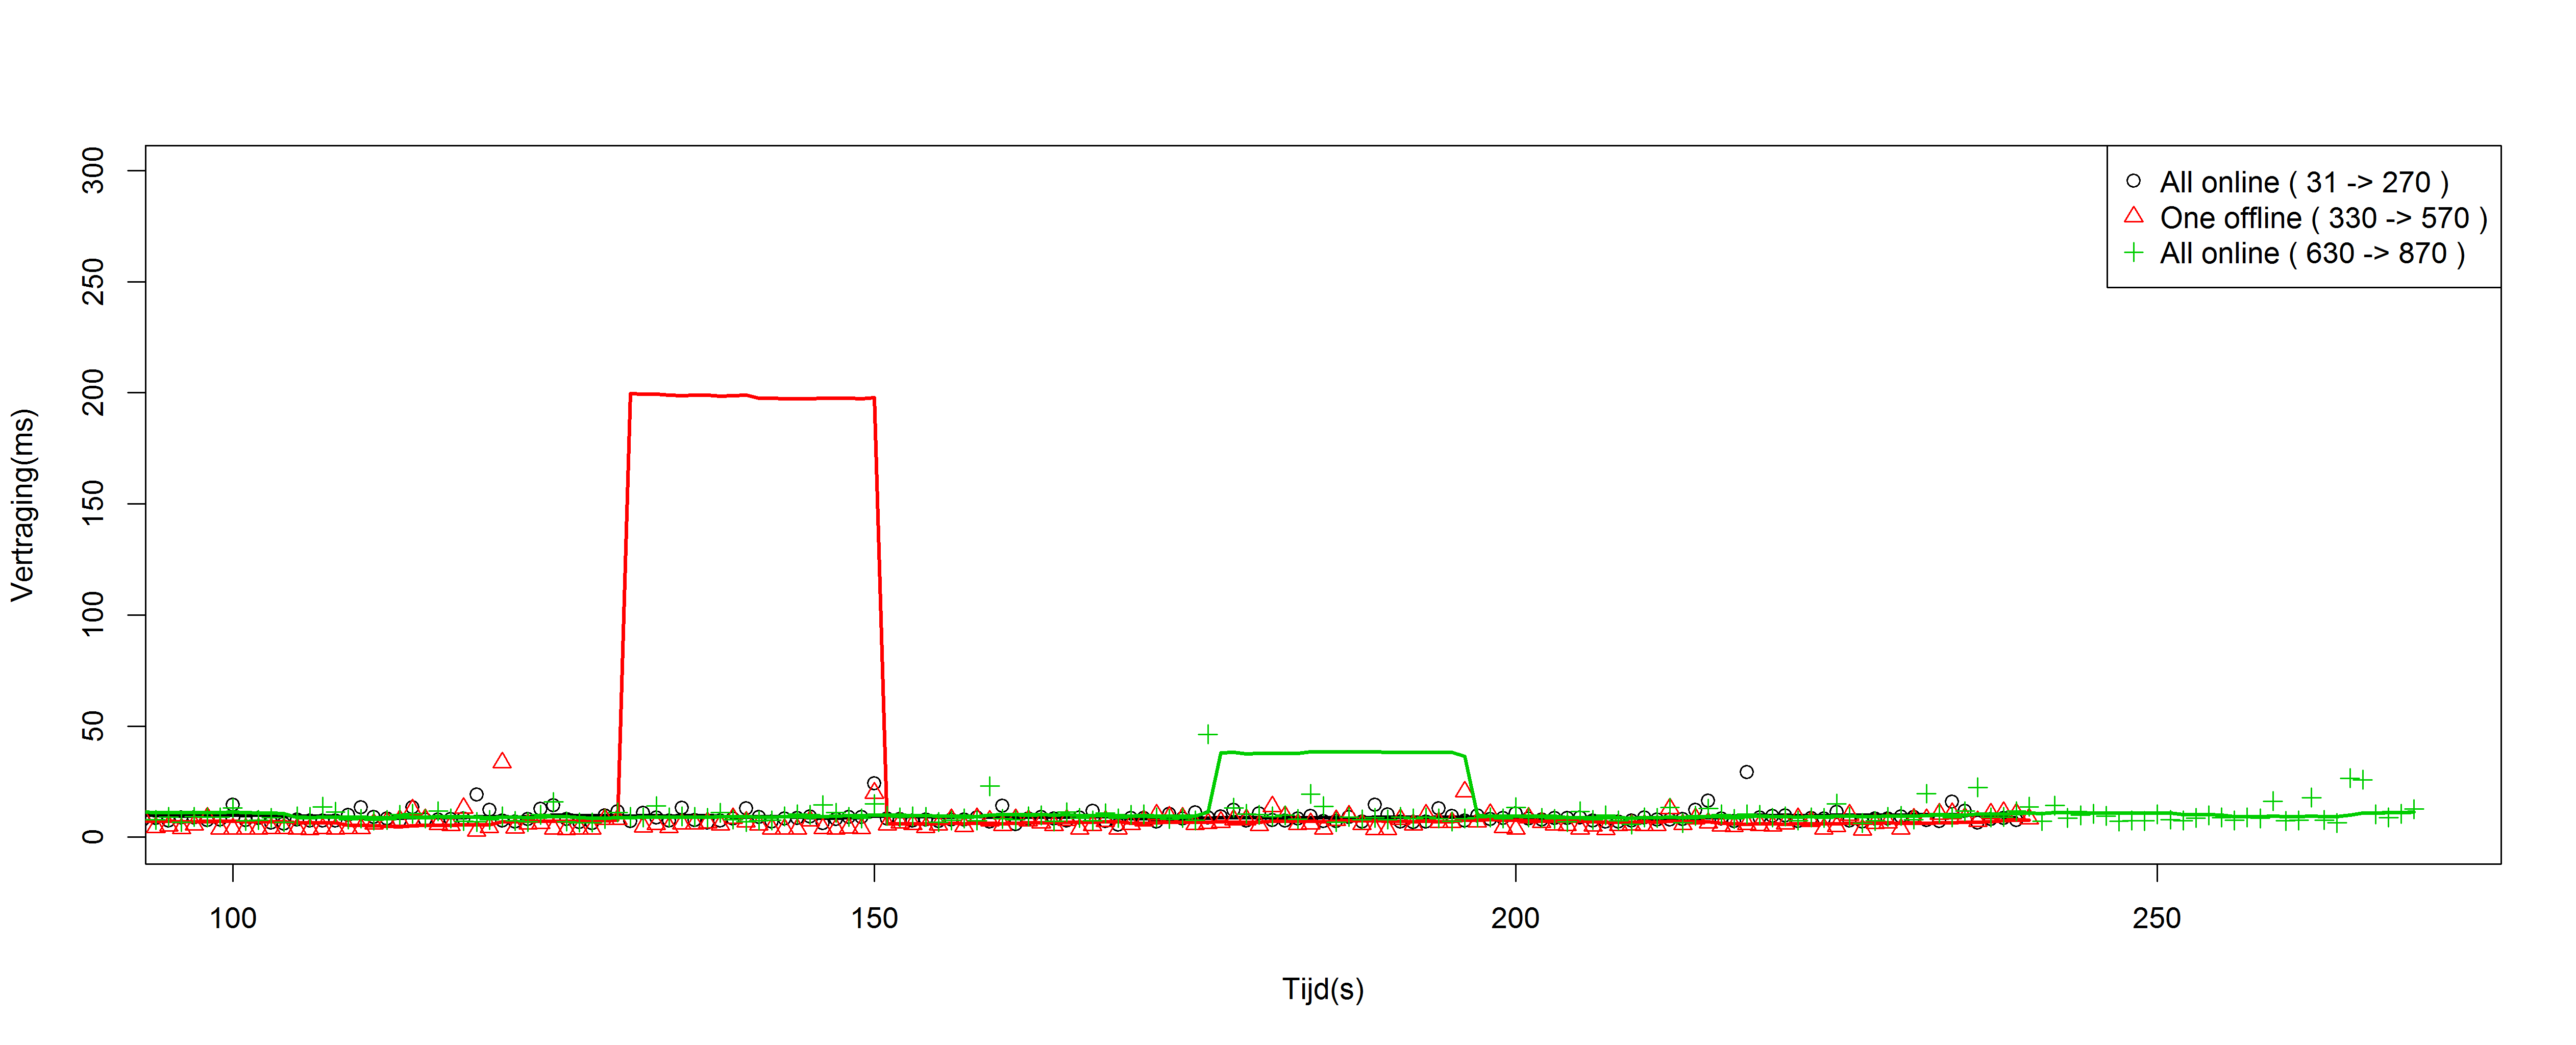 300
250
200
150
100
50
0
Vertraging(ms)
All online ( 31 -> 270 )
One offline ( 330 -> 570 )
All online ( 630 -> 870 )
100 150 200 250
Tijd(s)